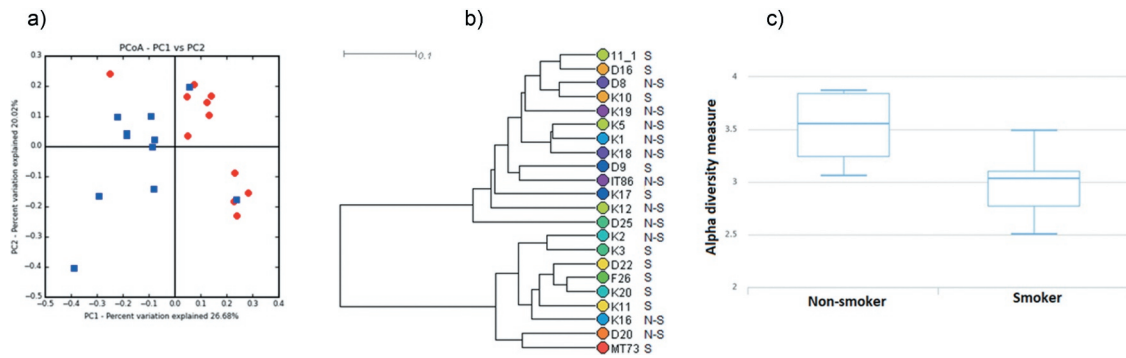 a)
PCoA - PC1 vs PC2
0.3
0.2
0.1
0.0
−0.1
−0.2
−0.3
−0.4
−0.5
−0.5 −0.4 −0.3 −0.2 −0.1 0.0 0.1 0.2 0.3 0.4
PC2 - Percent variation explained 20.02%
PC1 - Percent variation explained 26.68%
b)
0.1
11_1 S
D16 S
D8 N-S
K10 S
K19 N-S
K5 N-S
K1 N-S
K18 N-S
D9 S
IT86 N-S
K17 S
K12 N-S
D25 N-S
K2 N-S
K3 S
D22 S
F26 S
K20 S
K11 S
K16 N-S
D20 N-S
MT73 S
c)
Alpha diversity measure
4
3.5
3
2.5
2
Non-smoker Smoker